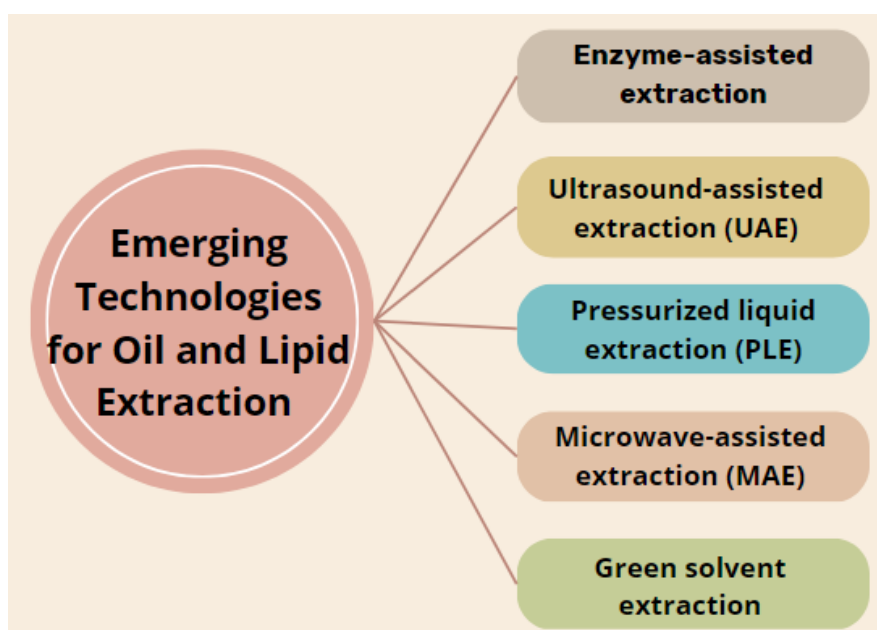 Emerging
Technologies
for Oil and Lipid
Extraction
Enzyme-assisted
extraction
Ultrasound-assisted
extraction (UAE)
Pressurized liquid
extraction (PLE)
Microwave-assisted
extraction (MAE)
Green solvent
extraction